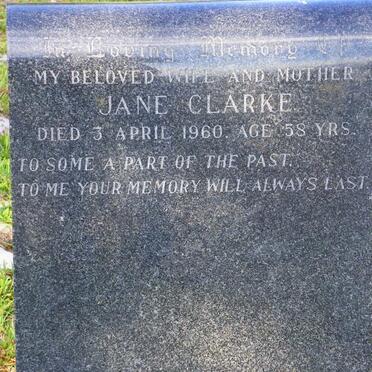 In Loving Memory Of
MY BELOVED WIFE AND MOTHER
JANE CLARKE
DIED 3 APRIL 1960. AGE 58 YRS.
TO SOME A PART OF THE PAST.
TO ME YOUR MEMORY WILL ALWAYS LAST.